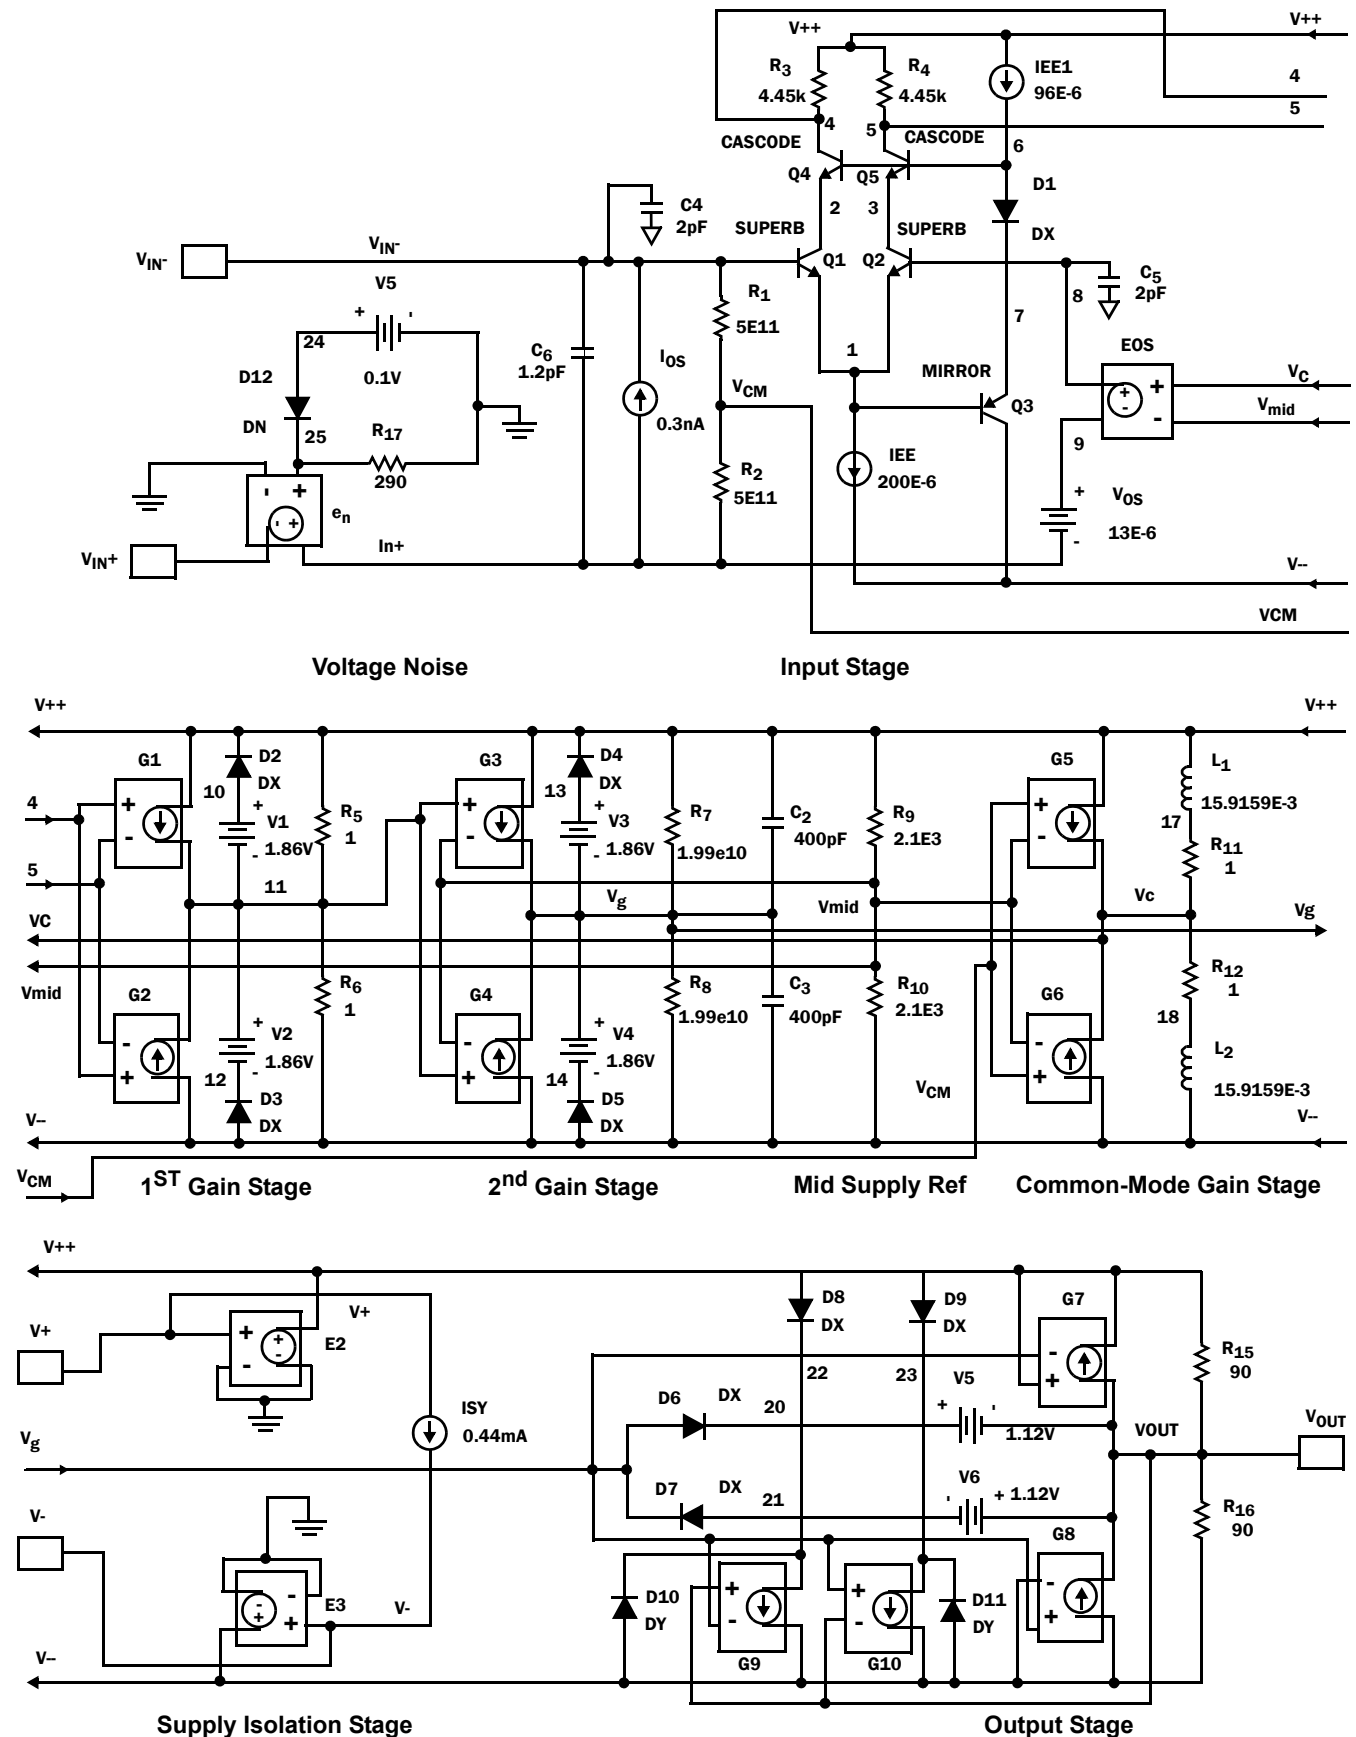 V++
V++
R3
4.45k
R4
4.45k
IEE1
96E-6
4
5
4
5
CASCODE
CASCODE
6
Q4
Q5
D1
DX
2
3
C4
2pF
SUPERB
SUPERB
VIN-
VIN-
Q1
Q2
V5
+ -
24
0.1V
R1
5E11
8
C5
2pF
7
C6
1.2pF
IOS
0.3nA
1
EOS
D12
DN
25
R17
290
VCM
MIRROR
Q3
+
-
+
-
VC
Vmid
9
R2
5E11
IEE
200E-6
- +
en
- +
+
VOS
13E-6
-
VIN+
In+
V--
VCM
Voltage Noise
Input Stage
V++
V++
G1
D2
DX
10
G3
D4
DX
13
G5
L1
15.9159E-3
17
4
+
-
+
V1
- 1.86V
R5
1
+
-
+
V3
- 1.86V
R7
1.99e10
C2
400pF
R9
2.1E3
+
-
R11
1
5
11
Vg
Vmid
Vc
Vg
VC
Vmid
G2
R6
1
G4
R8
1.99e10
C3
400pF
R10
2.1E3
G6
R12
1
18
-
+
+
V2
- 1.86V
12
-
+
+
V4
- 1.86V
14
-
+
L2
15.9159E-3
VCM
D3
DX
D5
DX
V--
V--
VCM
1ST Gain Stage
2nd Gain Stage
Mid Supply Ref
Common-Mode Gain Stage
V++
V+
V+
+
-
+
-
E2
D8
DX
D9
DX
G7
-
+
R15
90
22
23
ISY
0.44mA
D6
DX
20
V5
+ -
1.12V
Vg
VOUT
VOUT
D7
DX
21
V6
- + 1.12V
R16
90
V-
G8
-
+
-
+
-
+
E3
V-
D10
DY
+
-
+
-
D11
DY
G9
G10
V--
Supply Isolation Stage
Output Stage